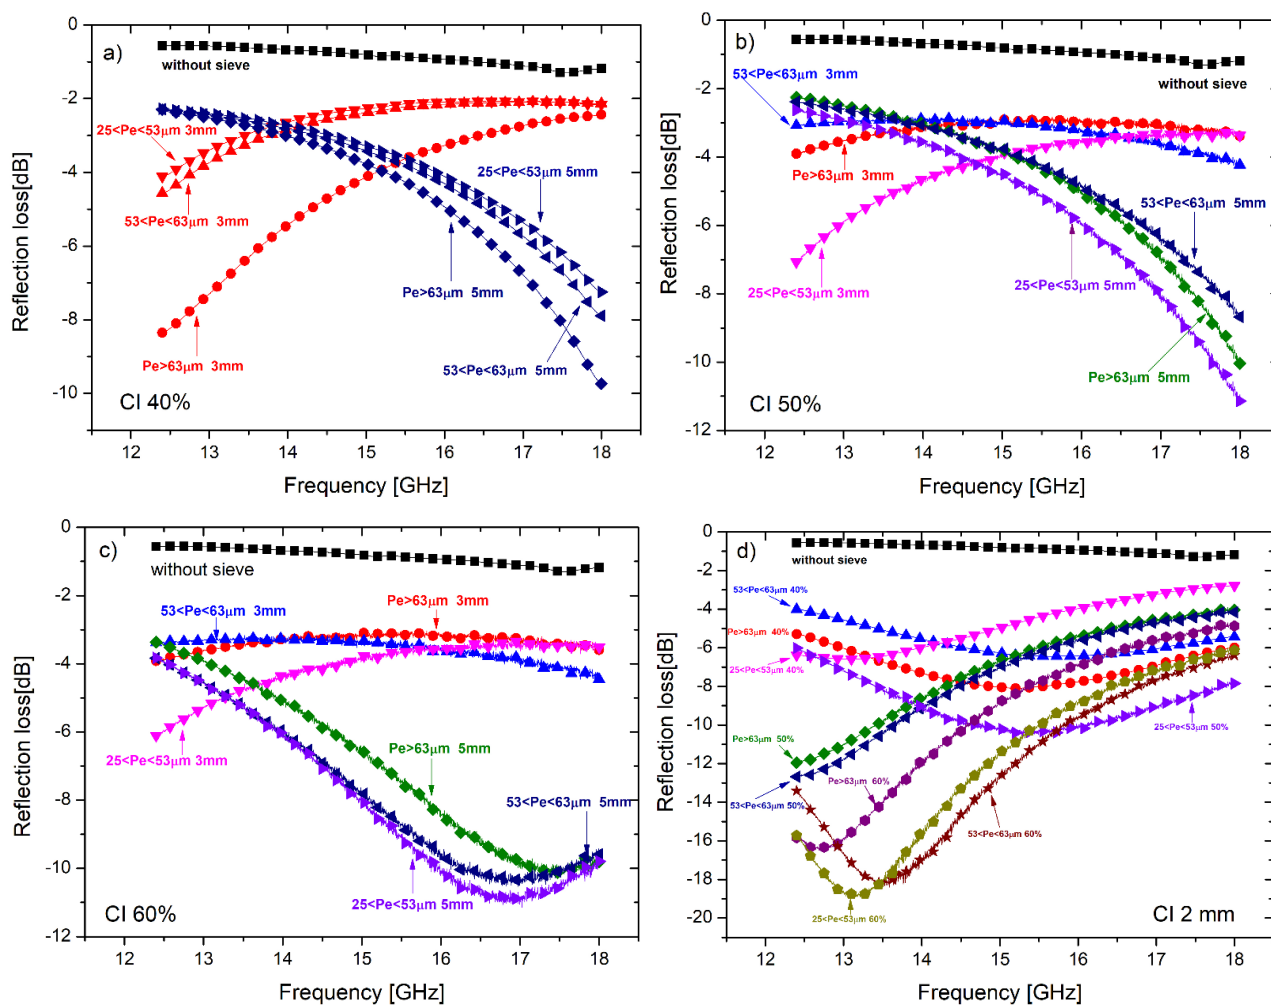 a)
without sieve
25<Pe<53μm 3mm
53<Pe<63μm 3mm
Pe>63μm 3mm
25<Pe<53μm 5mm
Pe>63μm 5mm
53<Pe<63μm 5mm
CI 40%
0
-2
-4
-6
-8
-10
Reflection loss[dB]
12 13 14 15 16 17 18
Frequency [GHz]
b)
53<Pe<63μm 3mm
without sieve
Pe>63μm 3mm
53<Pe<63μm 5mm
25<Pe<53μm 3mm
25<Pe<53μm 5mm
Pe>63μm 5mm
CI 50%
0
-2
-4
-6
-8
-10
-12
Reflection loss[dB]
12 13 14 15 16 17 18
Frequency [GHz]
c)
without sieve
53<Pe<63μm 3mm
Pe>63μm 3mm
25<Pe<53μm 3mm
Pe>63μm 5mm
53<Pe<63μm 5mm
25<Pe<53μm 5mm
CI 60%
0
-2
-4
-6
-8
-10
-12
Reflection loss[dB]
12 13 14 15 16 17 18
Frequency [GHz]
d)
without sieve
53<Pe<63μm 40%
Pe>63μm 40%
25<Pe<53μm 40%
25<Pe<53μm 50%
Pe>63μm 50%
53<Pe<63μm 50%
Pe>63μm 60%
53<Pe<63μm 60%
25<Pe<53μm 60%
CI 2 mm
0
-2
-4
-6
-8
-10
-12
-14
-16
-18
-20
Reflection loss[dB]
12 13 14 15 16 17 18
Frequency [GHz]